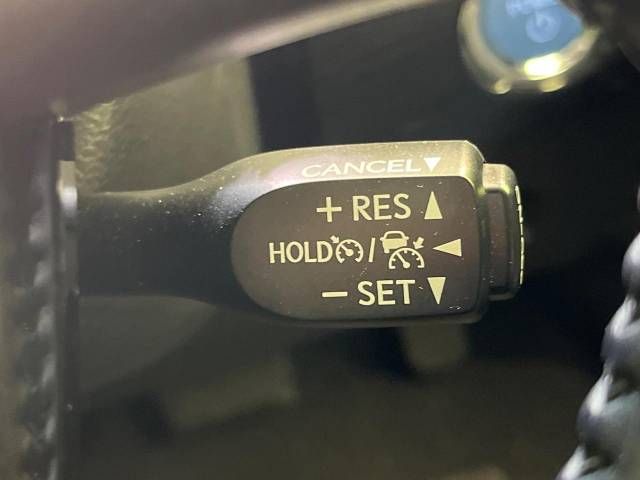 CANCEL▼
+ RES ▲
HOLD / ◀
− SET ▼